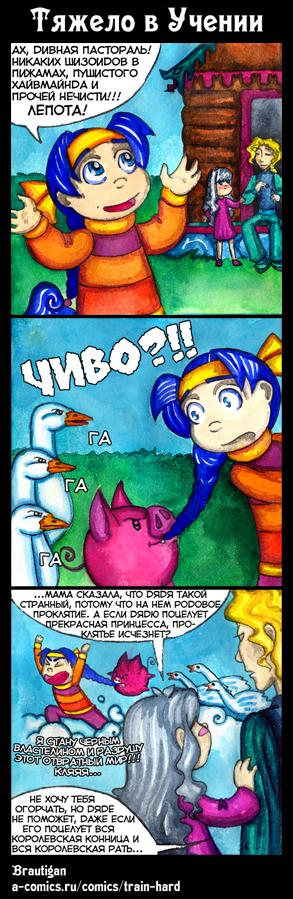 Тяжело в Учении
АХ, ДИВНАЯ ПАСТОРАЛЬ!
НИКАКИХ ШИЗОИДОВ В
ПИЖАМАХ, ПУШИСТОГО
ХАЙВМАЙНДА И
ПРОЧЕЙ НЕЧИСТИ!!!
ЛЕПОТА!
ЧИВО?!!
ГА
ГА
ГА
...МАМА СКАЗАЛА, ЧТО ДЯДЯ ТАКОЙ
СТРАННЫЙ, ПОТОМУ ЧТО НА НЕМ РОДОВОЕ
ПРОКЛЯТИЕ. А ЕСЛИ ДЯДЮ ПОЦЕЛУЕТ
ПРЕКРАСНАЯ ПРИНЦЕССА, ПРО-
КЛЯТЬЕ ИСЧЕЗНЕТ?
Я СТАНУ ЧЕРНЫМ
ВЛАСТЕЛИНОМ И РАЗРУШУ
ЭТОТ ОТВРАТНЫЙ МИР!!!
КЛЯЯЯ...
НЕ ХОЧУ ТЕБЯ
ОГОРЧАТЬ, НО ДЯДЕ
НЕ ПОМОЖЕТ, ДАЖЕ ЕСЛИ
ЕГО ПОЦЕЛУЕТ ВСЯ
КОРОЛЕВСКАЯ КОННИЦА И
ВСЯ КОРОЛЕВСКАЯ РАТЬ...
Brautigan
a-comics.ru/comics/train-hard